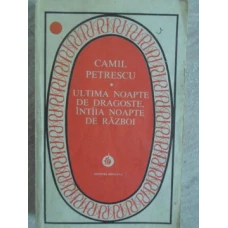 CAMIL
PETRESCU
ULTIMA NOAPTE
DE DRAGOSTE,
ÎNTÎIA NOAPTE
DE RĂZBOI